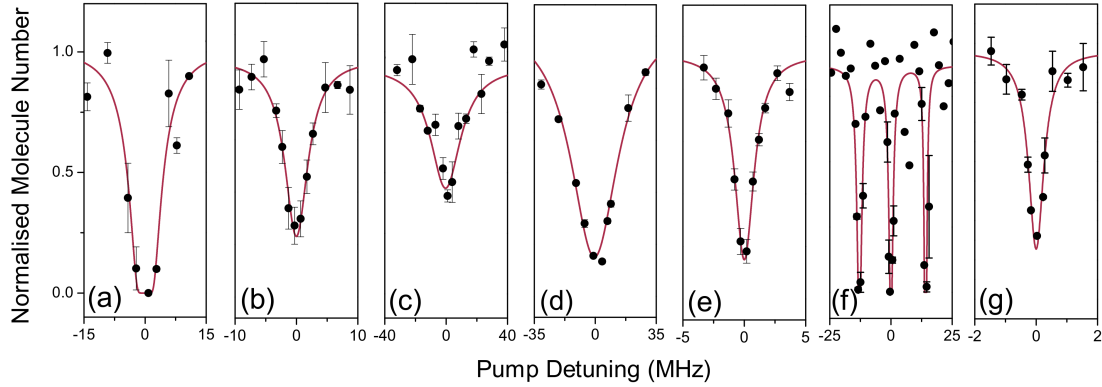 Normalised Molecule Number
1.0
0.5
0.0
(a) (b) (c) (d) (e) (f) (g)
-15 0 15 -10 0 10 -40 0 40 -35 0 35 -5 0 5 -25 0 25 -2 0 2
Pump Detuning (MHz)